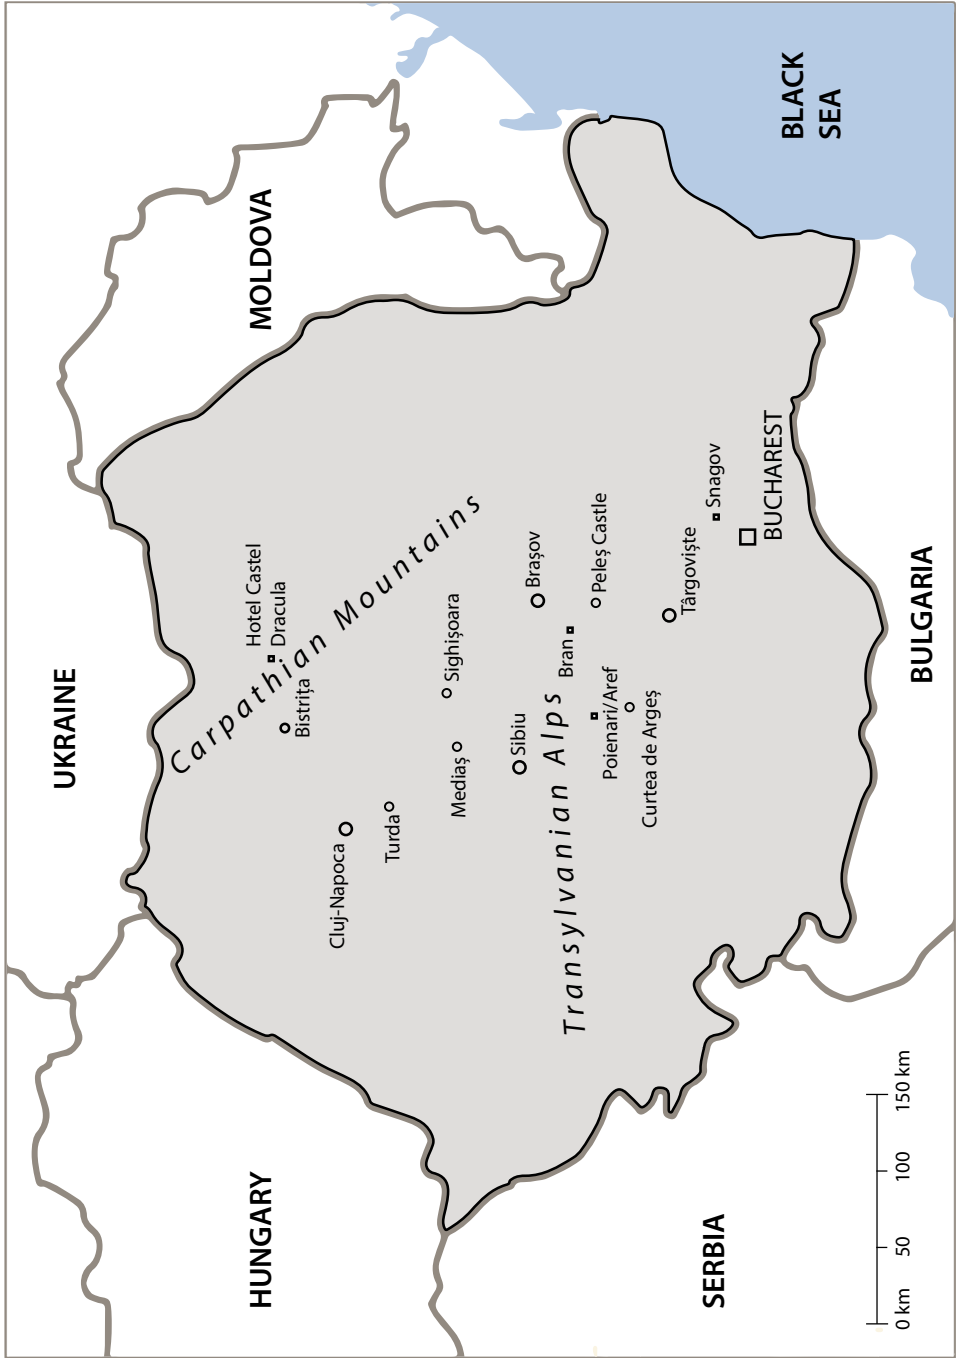 UKRAINE
MOLDOVA
HUNGARY
BLACK
SEA
Carpathian Mountains
Hotel Castel
Dracula
Bistrița
Cluj-Napoca
Turda
Sighișoara
Mediaș
Sibiu
Brașov
Transylvanian Alps
Bran
Peleș Castle
Poienari/Aref
Curtea de Argeș
Târgoviște
Snagov
BUCHAREST
SERBIA
BULGARIA
0 km 50 100 150 km